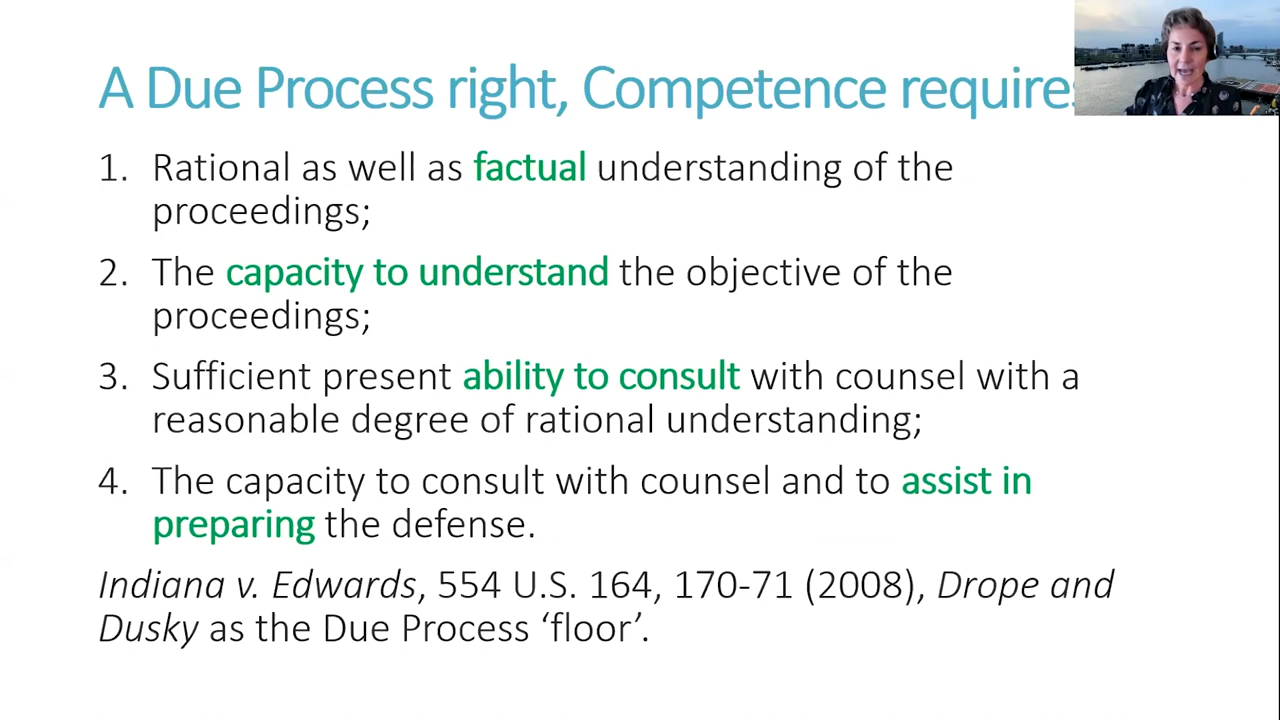 A Due Process right, Competence require
1. Rational as well as factual understanding of the
proceedings;
2. The capacity to understand the objective of the
proceedings;
3. Sufficient present ability to consult with counsel with a
reasonable degree of rational understanding;
4. The capacity to consult with counsel and to assist in
preparing the defense.
Indiana v. Edwards, 554 U.S. 164, 170-71 (2008), Drope and
Dusky as the Due Process ‘floor’.